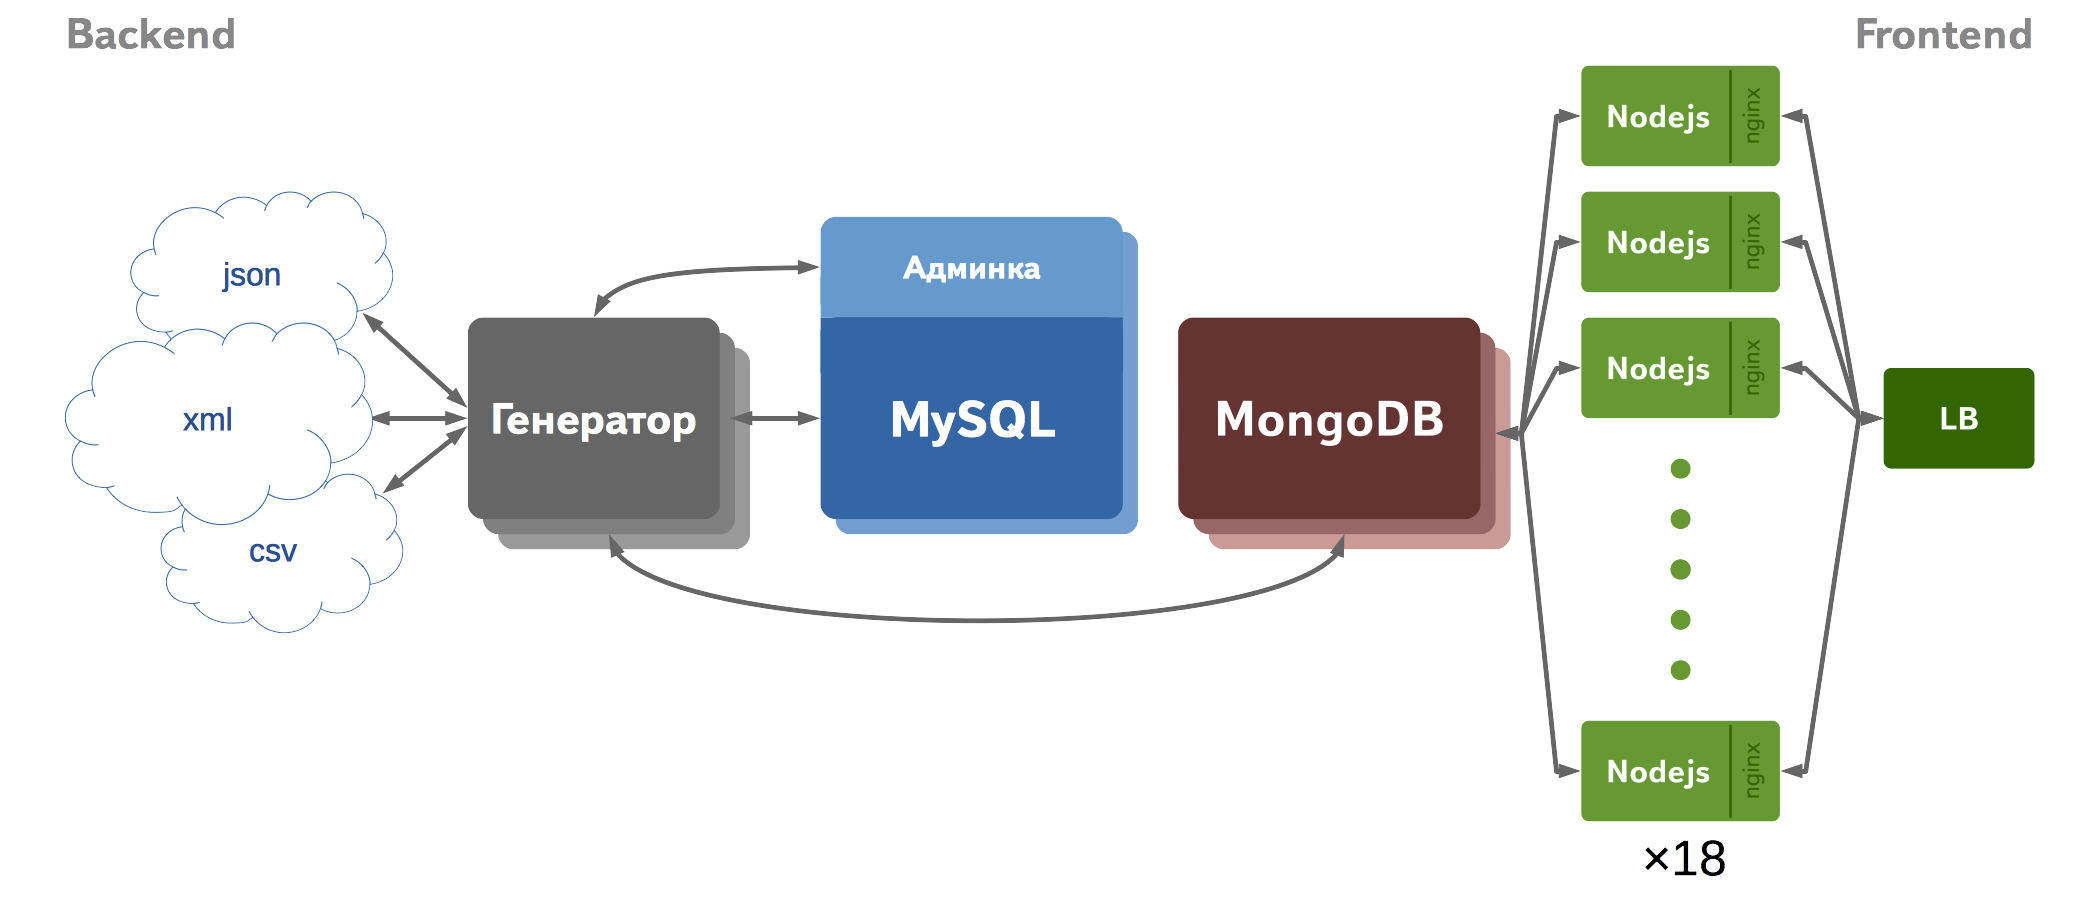 Backend
Frontend
json
xml
csv
Генератор
Админка
MySQL
MongoDB
Nodejs
nginx
Nodejs
nginx
Nodejs
nginx
Nodejs
nginx
×18
LB